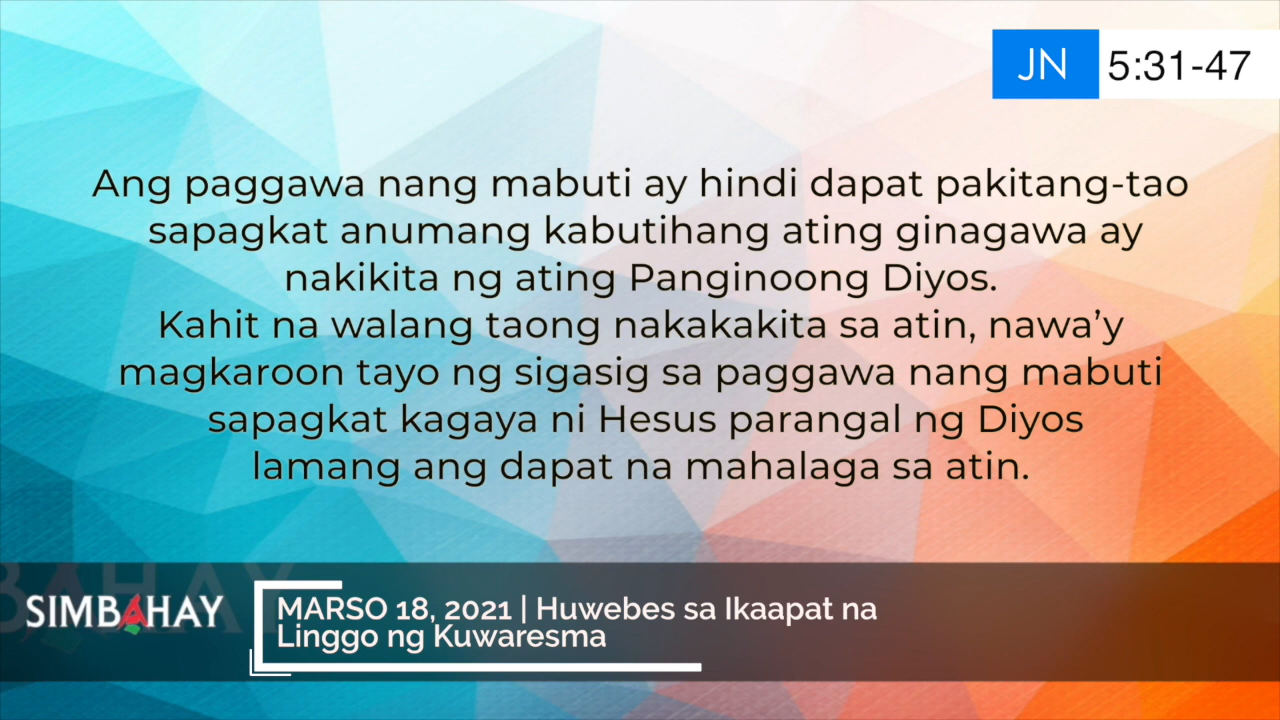 JN 5:31-47
Ang paggawa nang mabuti ay hindi dapat pakitang-tao
sapagkat anumang kabutihang ating ginagawa ay
nakikita ng ating Panginoong Diyos.
Kahit na walang taong nakakakita sa atin, nawa’y
magkaroon tayo ng sigasig sa paggawa nang mabuti
sapagkat kagaya ni Hesus parangal ng Diyos
lamang ang dapat na mahalaga sa atin.
SIMBAHAY
MARSO 18, 2021 | Huwebes sa Ikaapat na
Linggo ng Kuwaresma